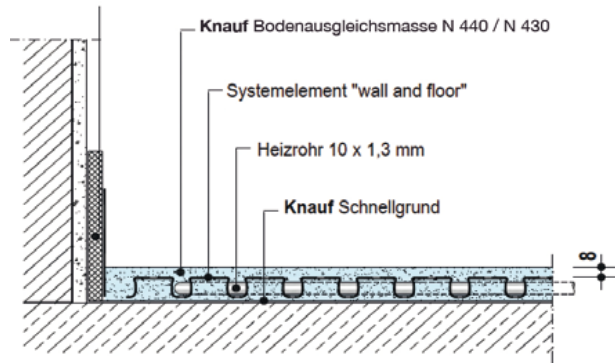 Knauf Bodenausgleichsmasse N 440 / N 430
Systemelement "wall and floor"
Heizrohr 10 x 1,3 mm
Knauf Schnellgrund
8